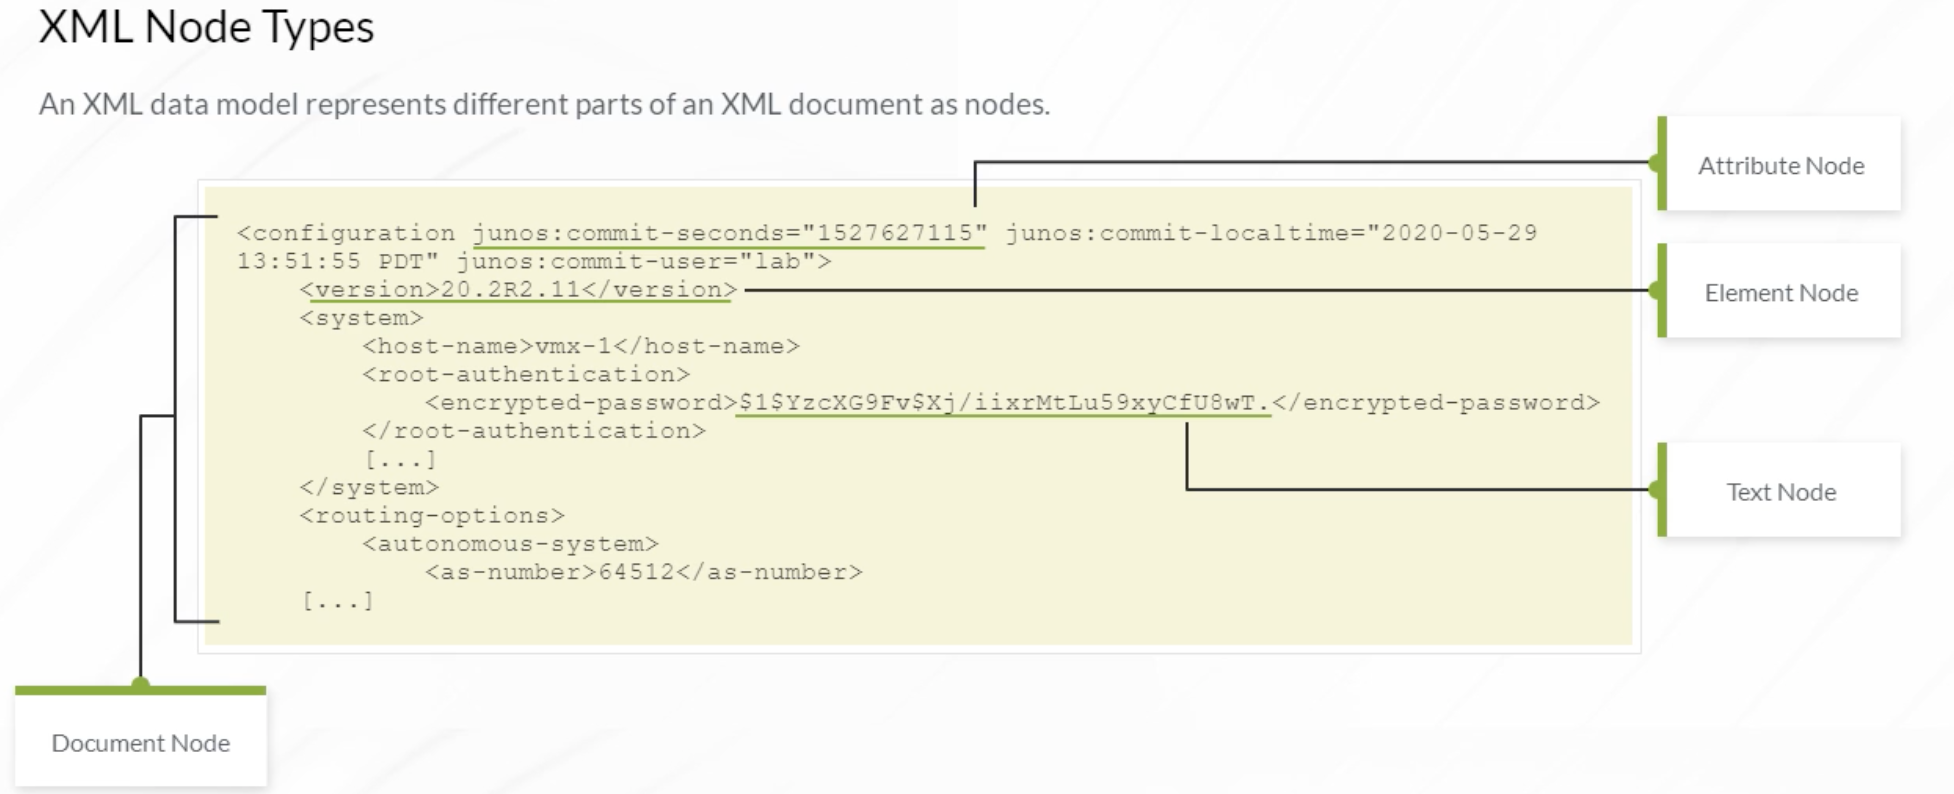 XML Node Types
An XML data model represents different parts of an XML document as nodes.
Attribute Node
<configuration junos:commit-seconds="1527627115" junos:commit-localtime="2020-05-29
13:51:55 PDT" junos:commit-user="lab">
<version>20.2R2.11</version>
Element Node
<system>
<host-name>vmx-1</host-name>
<root-authentication>
<encrypted-password>$1$YzcXG9Fv$Xj/iixrMtLu59xyCfU8wT.</encrypted-password>
</root-authentication>
[...]
</system>
Text Node
<routing-options>
<autonomous-system>
<as-number>64512</as-number>
[...]
Document Node